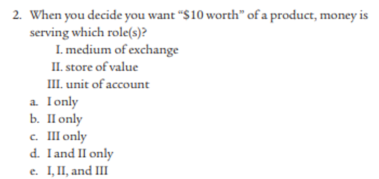 2. When you decide you want “$10 worth” of a product, money is
serving which role(s)?
I. medium of exchange
II. store of value
III. unit of account
a. I only
b. II only
c. III only
d. I and II only
e. I, II, and III